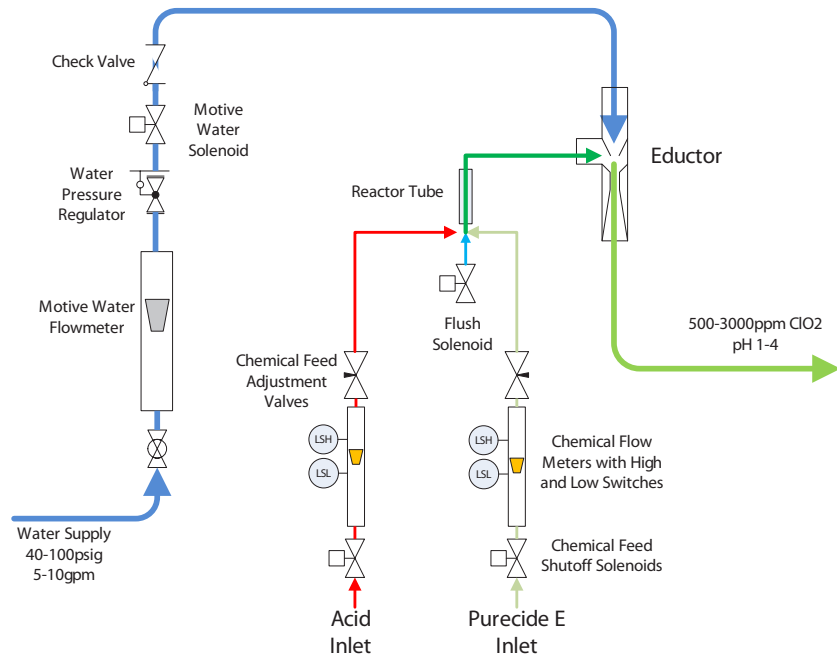 Check Valve
Motive
Water
Solenoid
Water
Pressure
Regulator
Eductor
Reactor Tube
Motive Water
Flowmeter
Flush
Solenoid
500-3000ppm ClO2
pH 1-4
Chemical Feed
Adjustment
Valves
LSH
LSL
LSH
LSL
Chemical Flow
Meters with High
and Low Switches
Water Supply
40-100psig
5-10gpm
Chemical Feed
Shutoff Solenoids
Acid
Inlet
Purecide E
Inlet